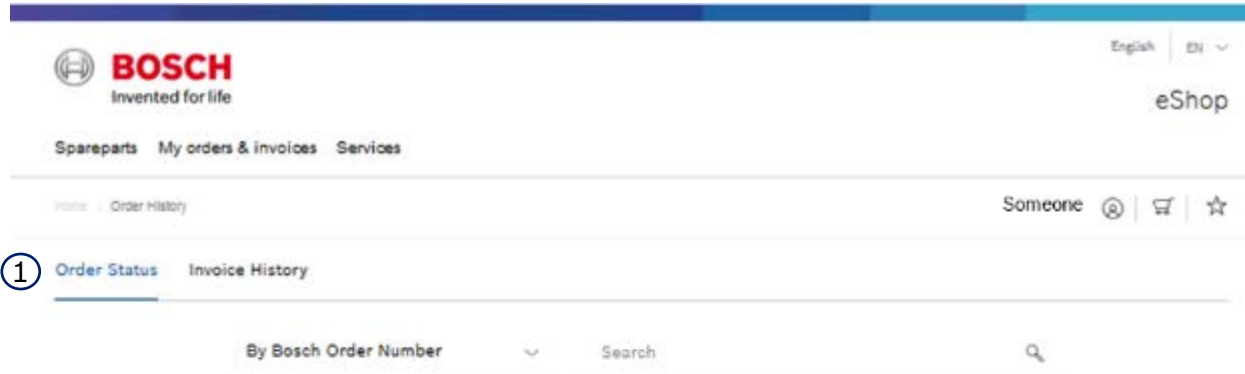 English EN
BOSCH
Invented for life
eShop
Spareparts My orders & invoices Services
Home Order History
Someone
1 Order Status Invoice History
By Bosch Order Number Search